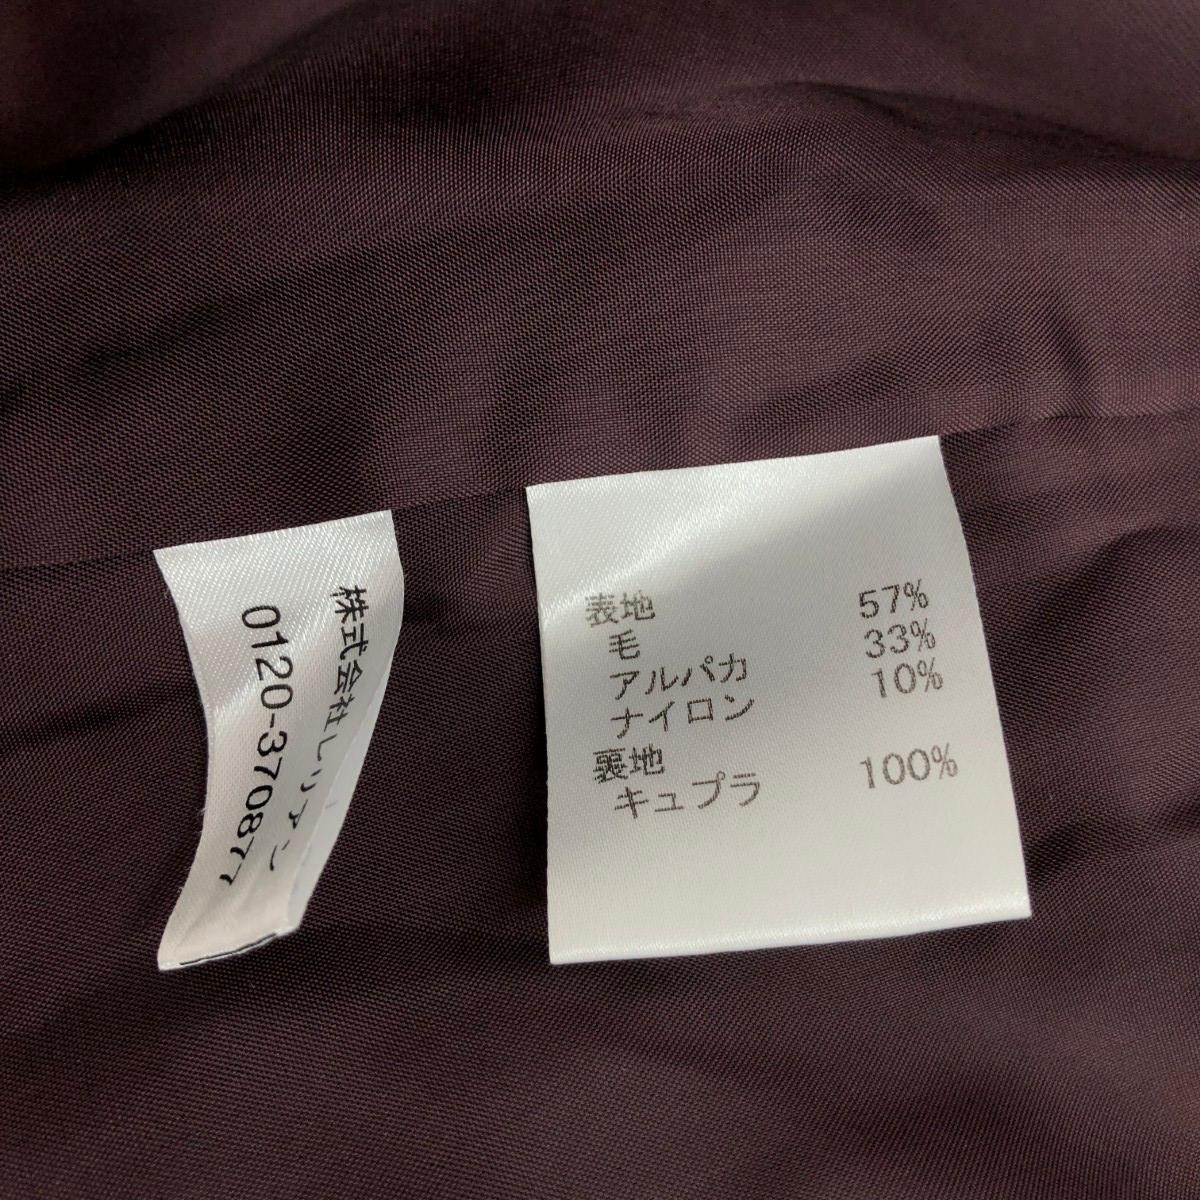 株式会社レリアン
0120-370877
表地
毛 57%
アルパカ 33%
ナイロン 10%
裏地
キュプラ 100%